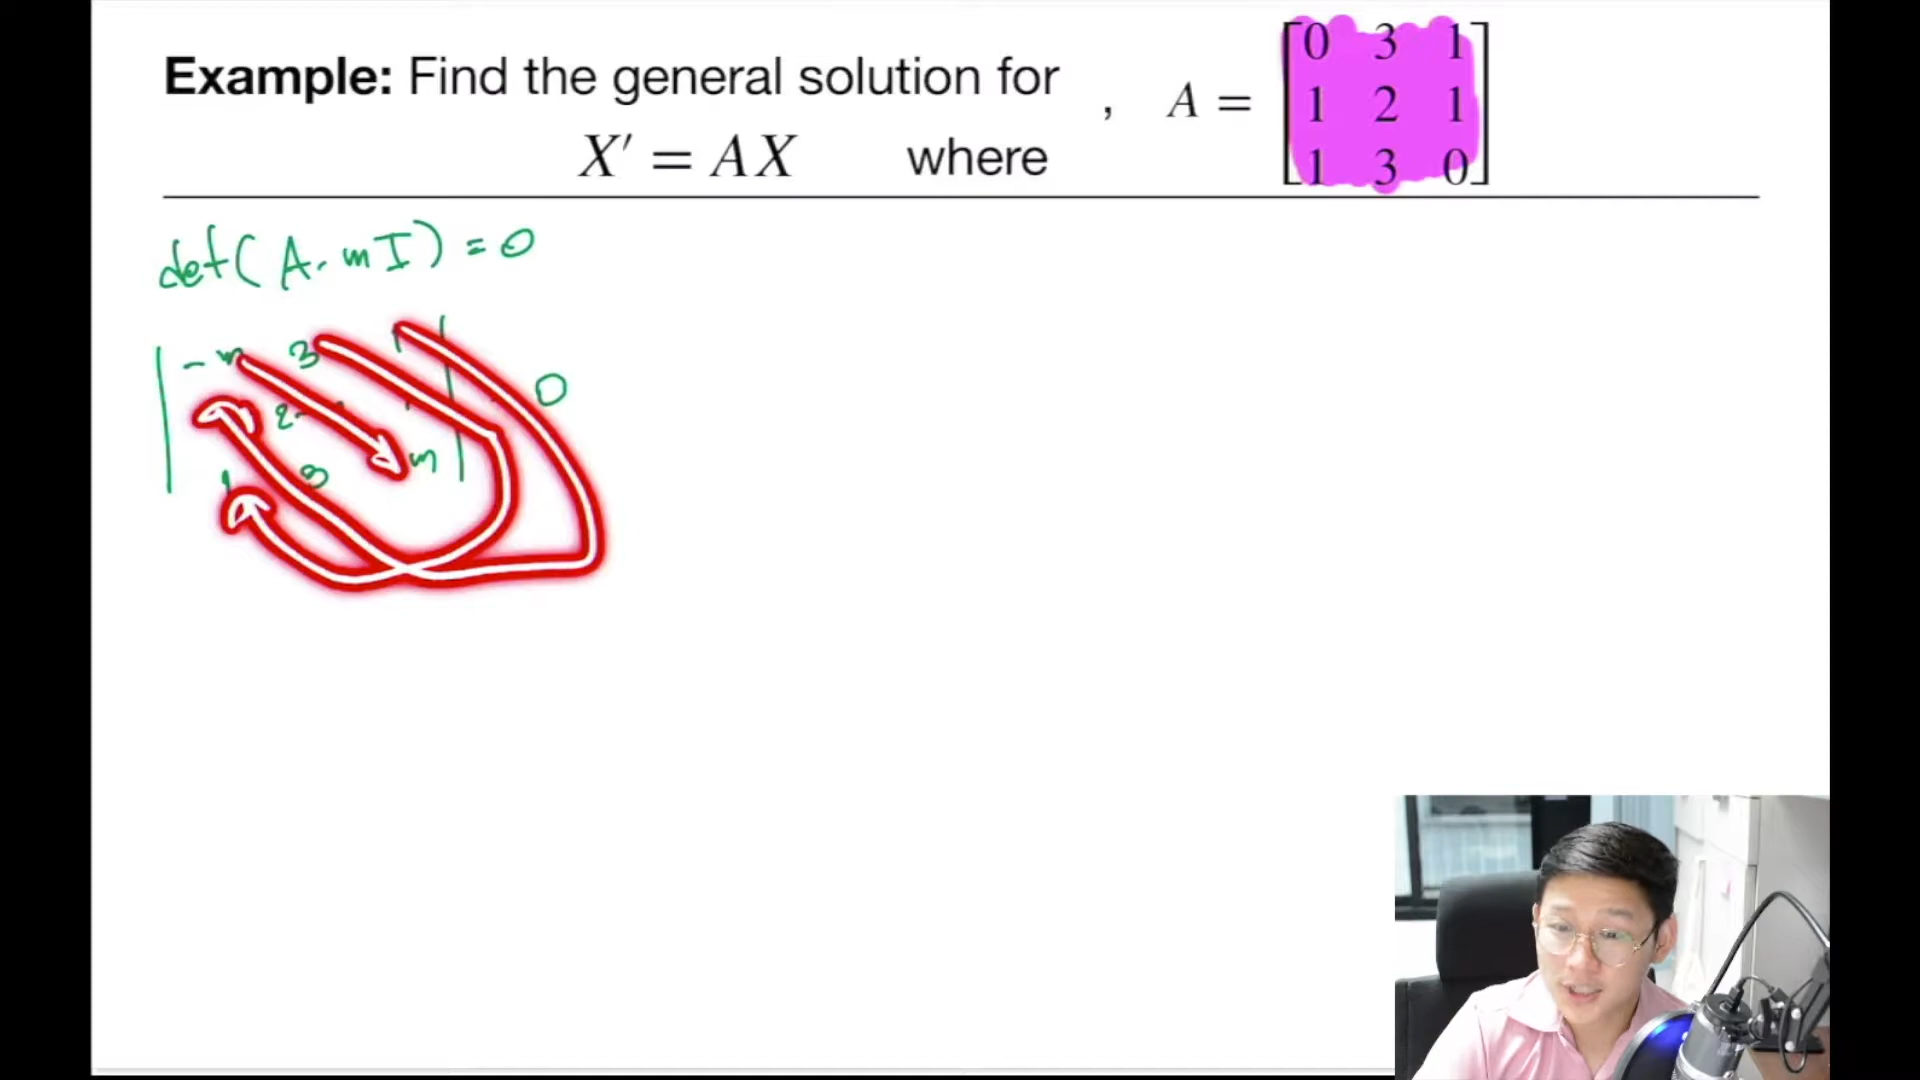 Example: Find the general solution for
X′ = AX where , A = [0 3 1
1 2 1
1 3 0]
det(A - mI) = 0
| -m 3 1 |
2- 1 0
1 3 m